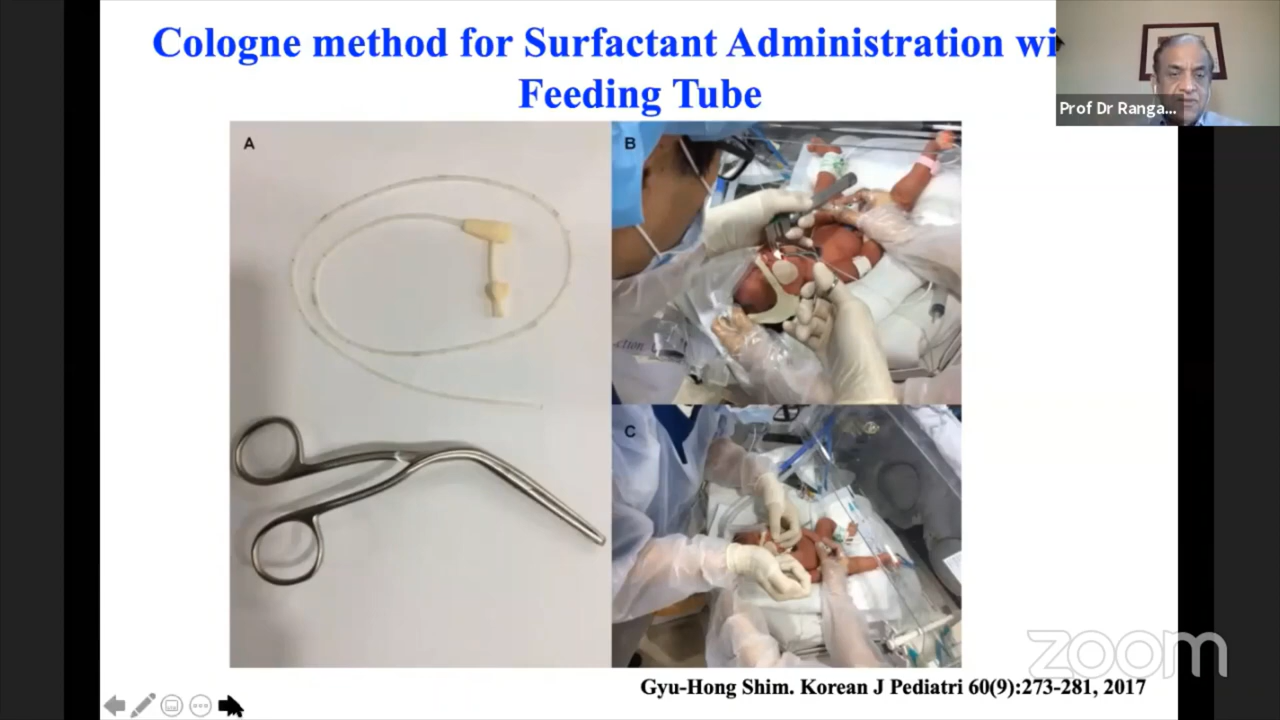 Cologne method for Surfactant Administration wi
Feeding Tube
Prof Dr Ranga...
A
B
C
zoom
Gyu-Hong Shim. Korean J Pediatri 60(9):273-281, 2017